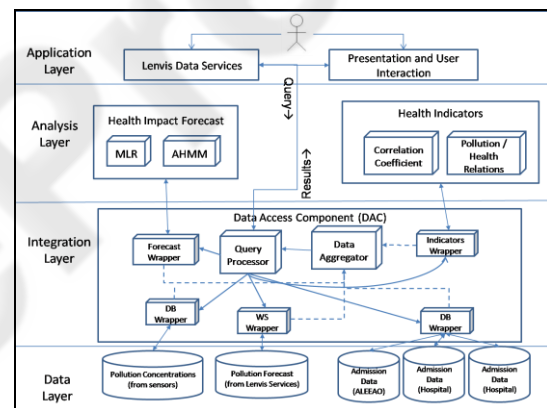 Application
Layer
Lenvis Data Services
Presentation and User
Interaction
Query→
Analysis
Layer
Health Impact Forecast
MLR
AHMM
Health Indicators
Correlation
Coefficient
Pollution /
Health
Relations
Results→
Integration
Layer
Data Access Component (DAC)
Forecast
Wrapper
Query
Processor
Data
Aggregator
Indicators
Wrapper
DB
Wrapper
WS
Wrapper
DB
Wrapper
Data
Layer
Pollution Concentrations
(from sensors)
Pollution Forecast
(from Lenvis Services)
Admission
Data
(ALEEAO)
Admission
Data
(Hospital)
Admission
Data
(Hospital)